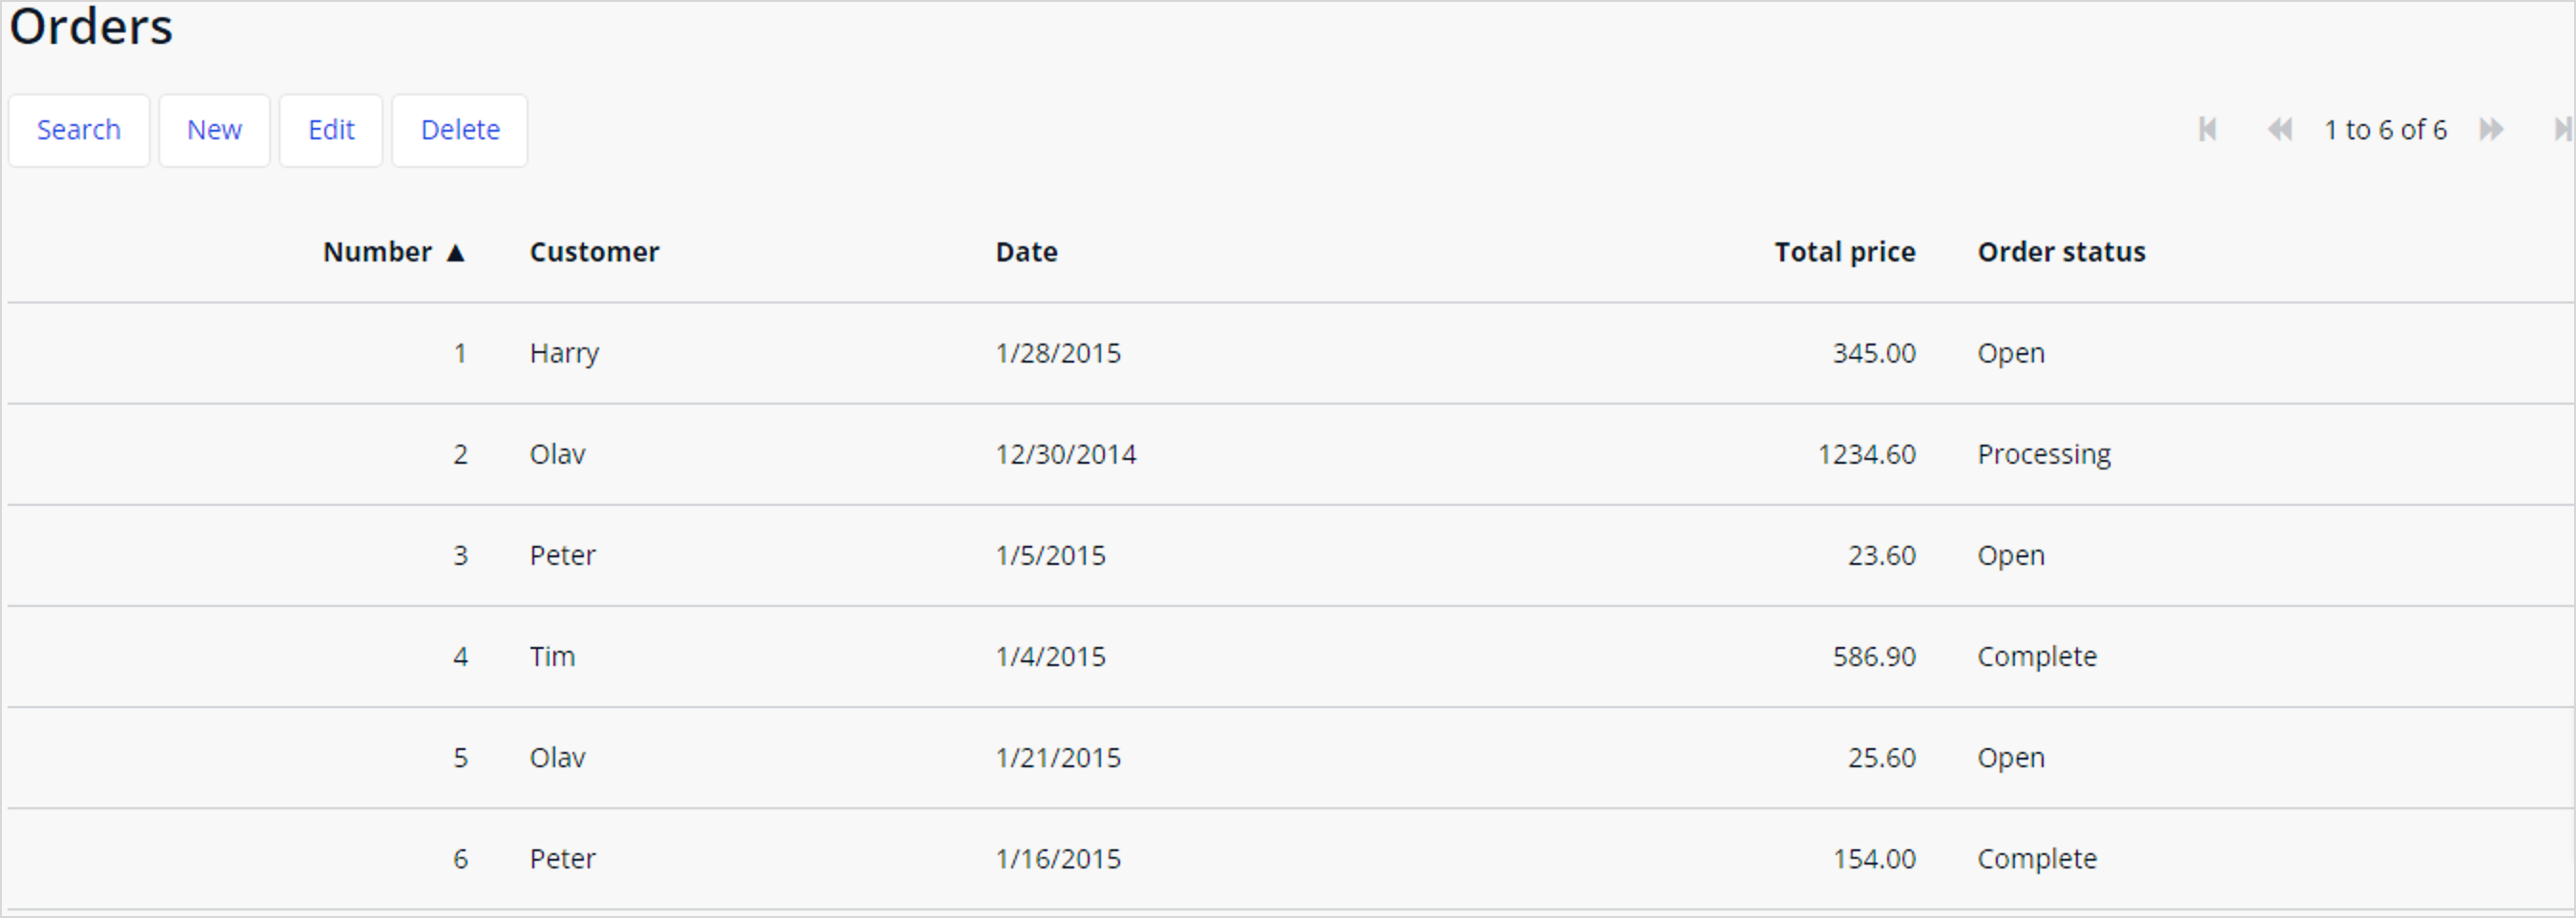 Orders
Search New Edit Delete 1 to 6 of 6
Number ▲ Customer Date Total price Order status
1 Harry 1/28/2015 345.00 Open
2 Olav 12/30/2014 1234.60 Processing
3 Peter 1/5/2015 23.60 Open
4 Tim 1/4/2015 586.90 Complete
5 Olav 1/21/2015 25.60 Open
6 Peter 1/16/2015 154.00 Complete